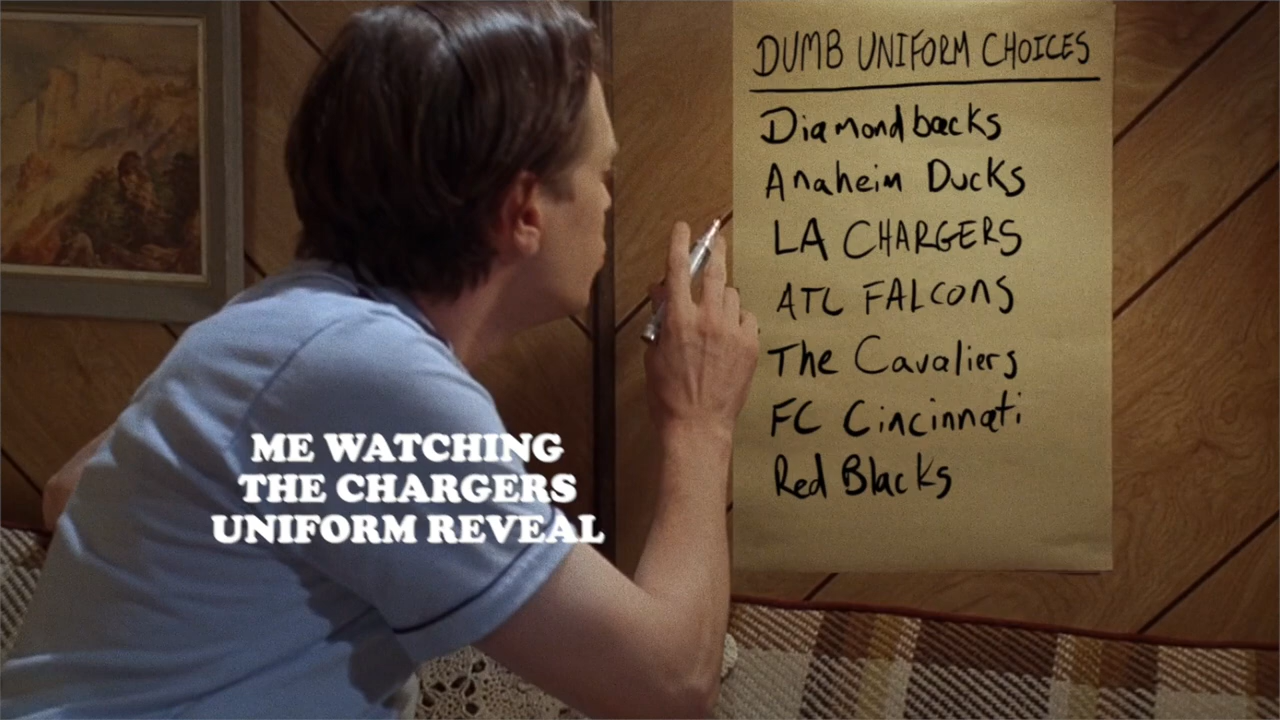 DUMB UNIFORM CHOICES
Diamondbacks
Anaheim Ducks
LA CHARGERS
ATL FALCONS
The Cavaliers
FC Cincinnati
Red Blacks
ME WATCHING
THE CHARGERS
UNIFORM REVEAL